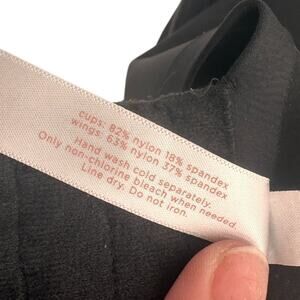 cups: 82% nylon 18% spandex
wings: 63% nylon 37% spandex
Hand wash cold separately.
Only non-chlorine bleach when needed.
Line dry. Do not iron.